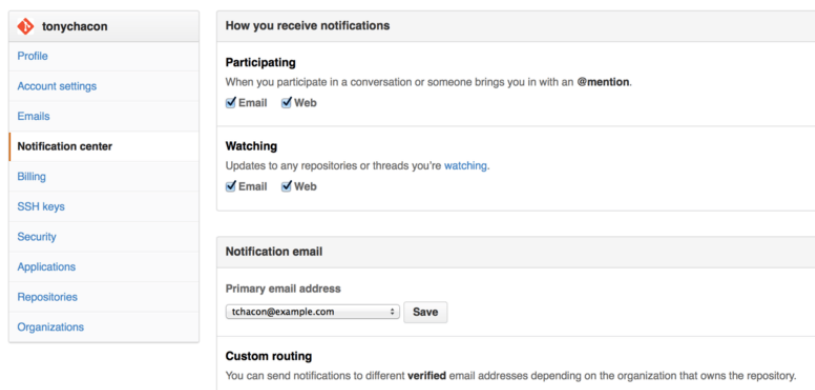 tonychacon
Profile
Account settings
Emails
Notification center
Billing
SSH keys
Security
Applications
Repositories
Organizations
How you receive notifications
Participating
When you participate in a conversation or someone brings you in with an @mention.
Email Web
Watching
Updates to any repositories or threads you're watching.
Email Web
Notification email
Primary email address
tchacon@example.com Save
Custom routing
You can send notifications to different verified email addresses depending on the organization that owns the repository.